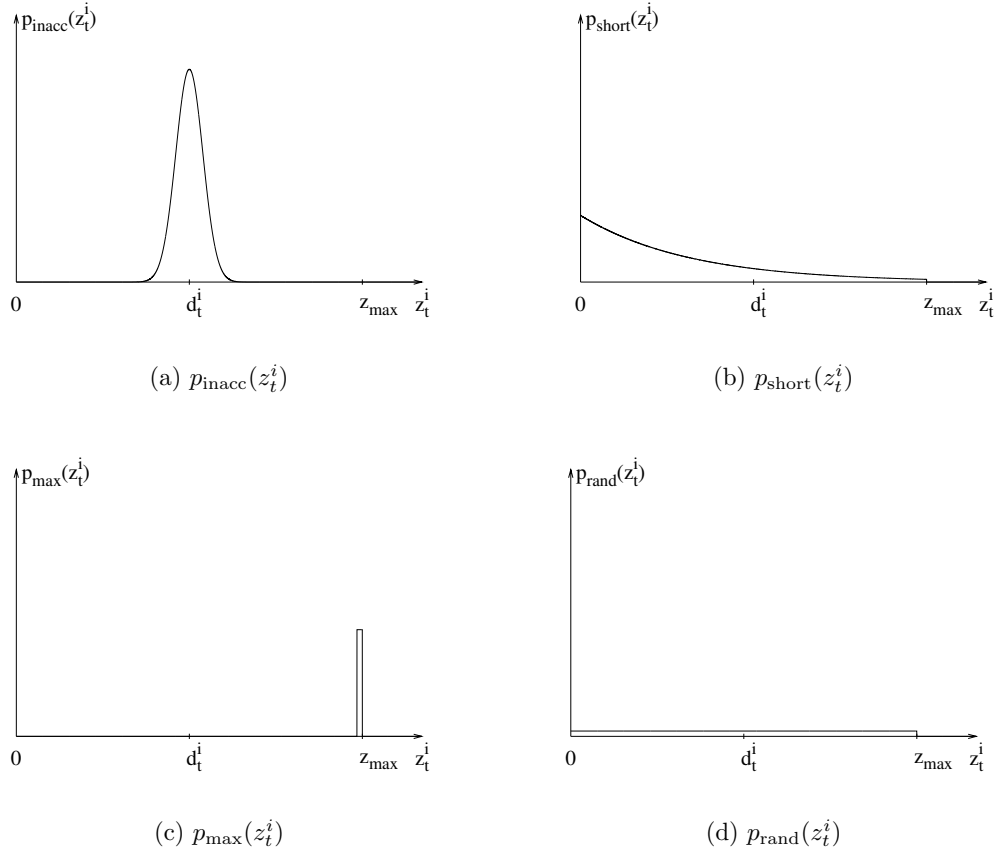 p_inacc(z_t^i)
0 d_t^i z_max z_t^i
(a) p_inacc(z_t^i)
p_short(z_t^i)
0 d_t^i z_max z_t^i
(b) p_short(z_t^i)
p_max(z_t^i)
0 d_t^i z_max z_t^i
(c) p_max(z_t^i)
p_rand(z_t^i)
0 d_t^i z_max z_t^i
(d) p_rand(z_t^i)